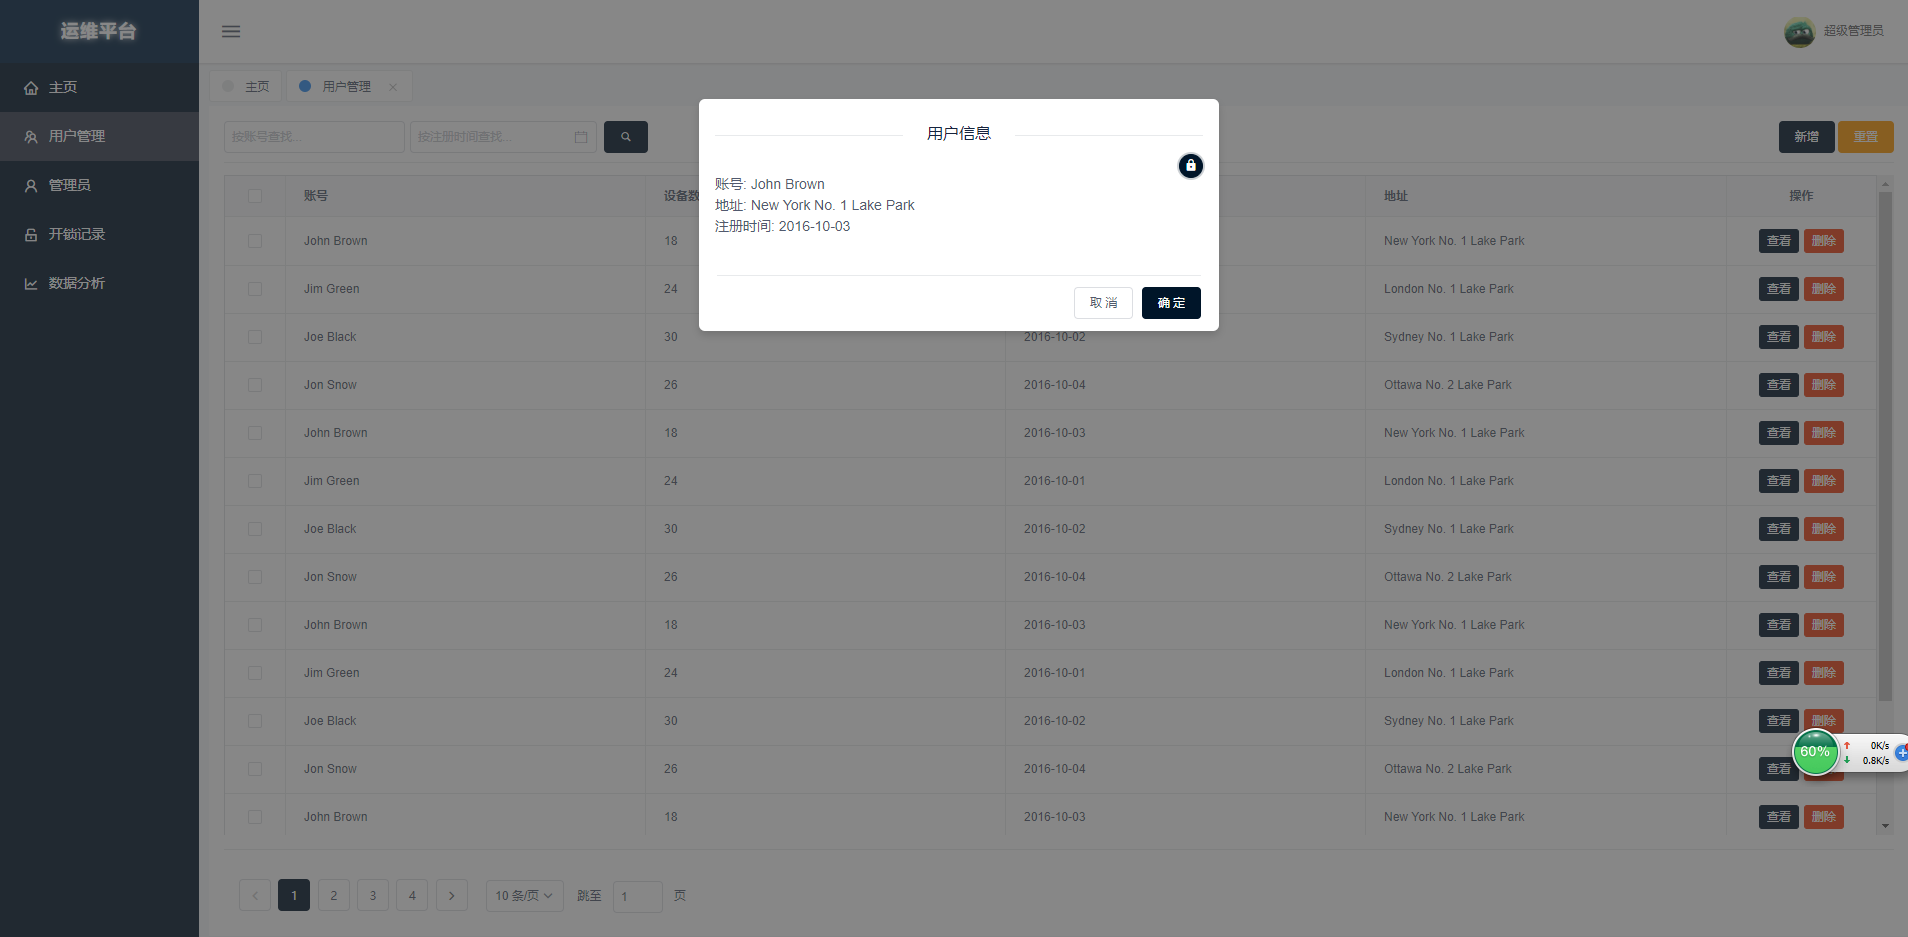 运维平台
超级管理员
主页
用户管理
管理员
开锁记录
数据分析
主页
用户管理
按账号查找...
按注册时间查找...
新增
重置
用户信息
账号: John Brown
地址: New York No. 1 Lake Park
注册时间: 2016-10-03
取 消
确 定
账号 设备数 地址 操作
John Brown 18 New York No. 1 Lake Park 查看 删除
Jim Green 24 London No. 1 Lake Park 查看 删除
Joe Black 30 2016-10-02 Sydney No. 1 Lake Park 查看 删除
Jon Snow 26 2016-10-04 Ottawa No. 2 Lake Park 查看 删除
John Brown 18 2016-10-03 New York No. 1 Lake Park 查看 删除
Jim Green 24 2016-10-01 London No. 1 Lake Park 查看 删除
Joe Black 30 2016-10-02 Sydney No. 1 Lake Park 查看 删除
Jon Snow 26 2016-10-04 Ottawa No. 2 Lake Park 查看 删除
John Brown 18 2016-10-03 New York No. 1 Lake Park 查看 删除
Jim Green 24 2016-10-01 London No. 1 Lake Park 查看 删除
Joe Black 30 2016-10-02 Sydney No. 1 Lake Park 查看 删除
Jon Snow 26 2016-10-04 Ottawa No. 2 Lake Park 查看
John Brown 18 2016-10-03 New York No. 1 Lake Park 查看 删除
60%
0K/s
0.8K/s
1 2 3 4 10 条/页 跳至 1 页